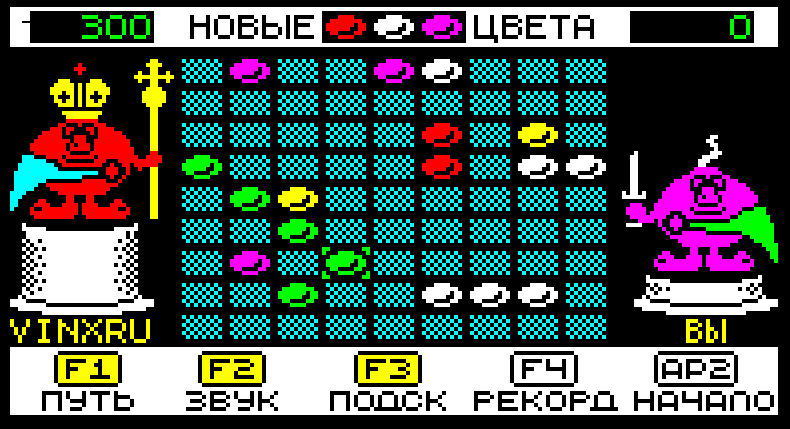 300 НОВЫЕ ЦВЕТА 0
VINXRU ВЫ
F1 F2 F3 F4 АР2
ПУТЬ ЗВУК ПОДСК РЕКОРД НАЧАЛО